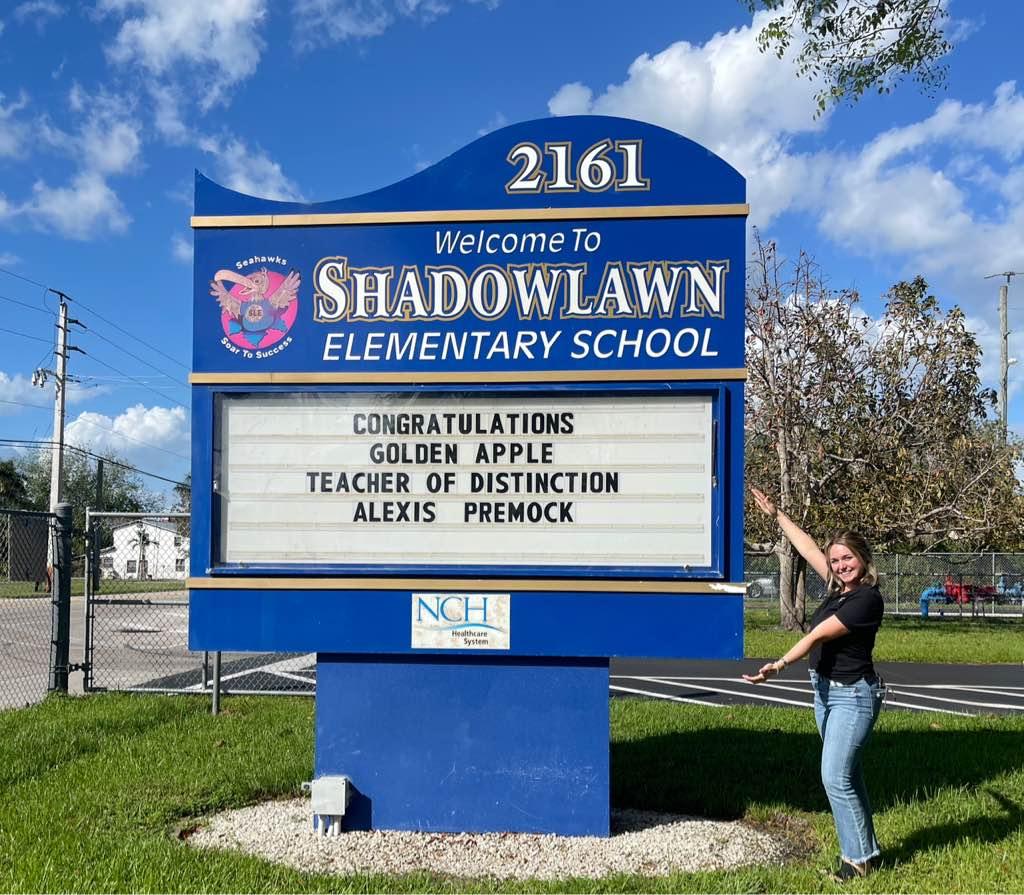 2161
Welcome To
SHADOWLAWN
ELEMENTARY SCHOOL
Seahawks
SLE
Soar To Success
CONGRATULATIONS
GOLDEN APPLE
TEACHER OF DISTINCTION
ALEXIS PREMOCK
NCH
Healthcare
System